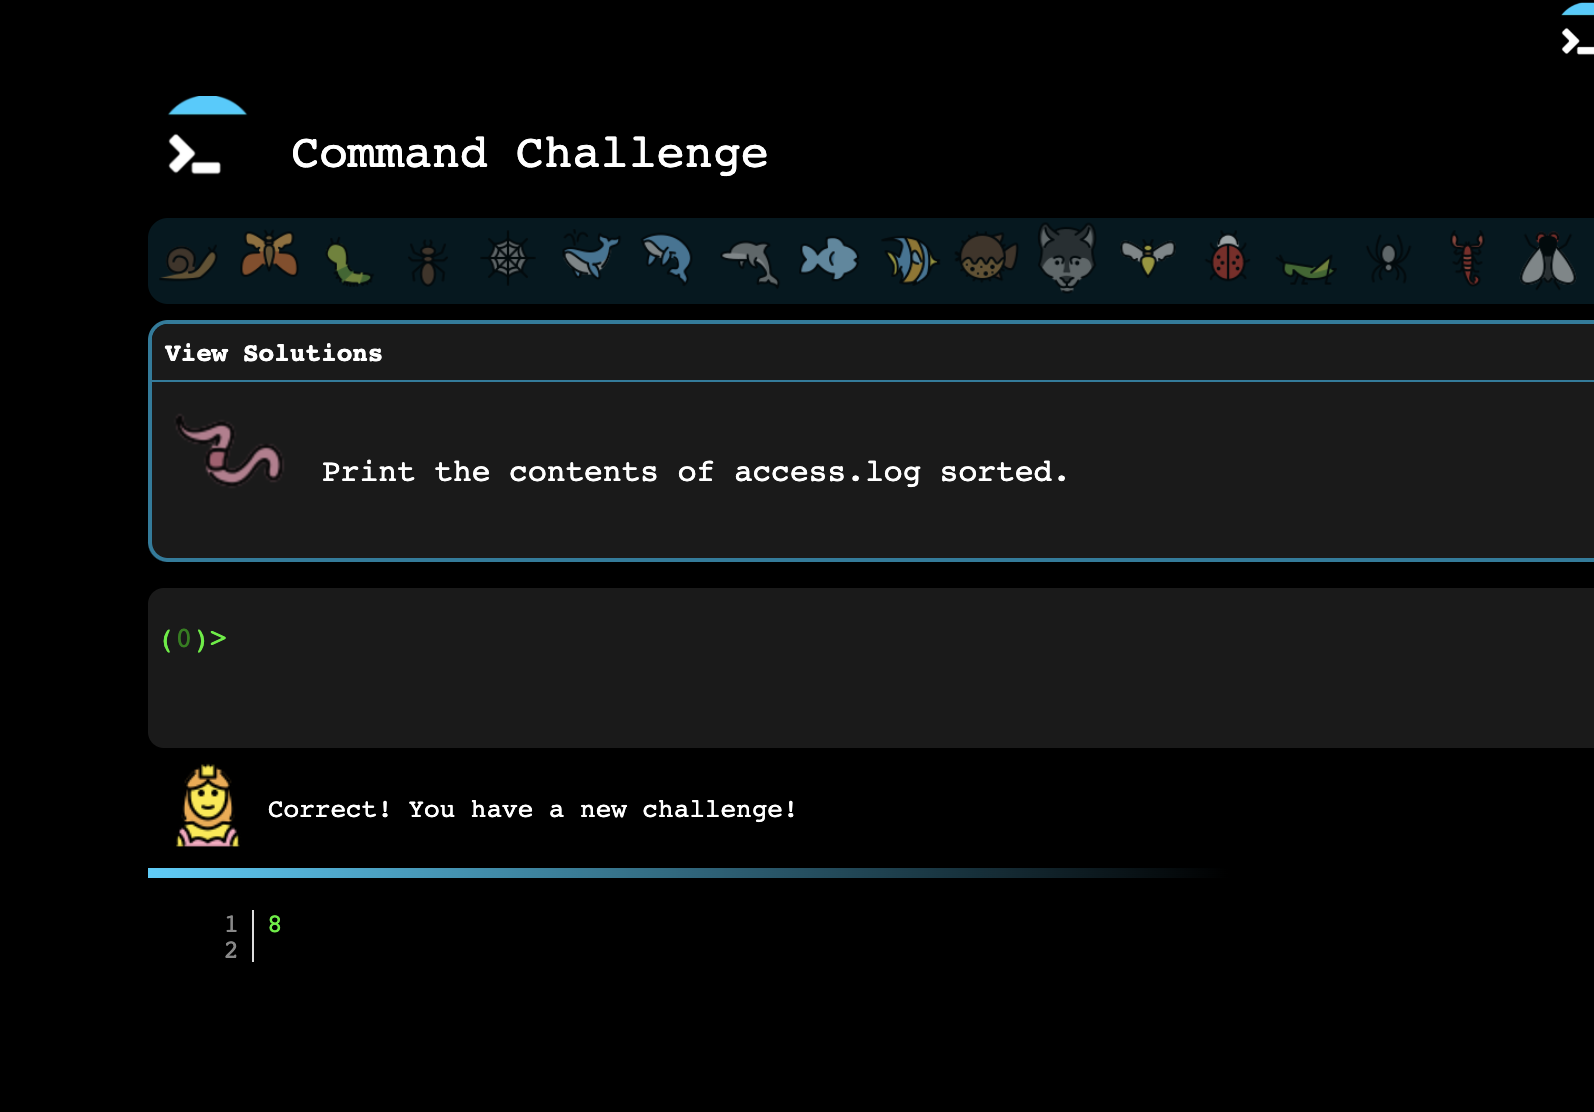 Command Challenge
View Solutions
Print the contents of access.log sorted.
(0)>
Correct! You have a new challenge!
1 8
2